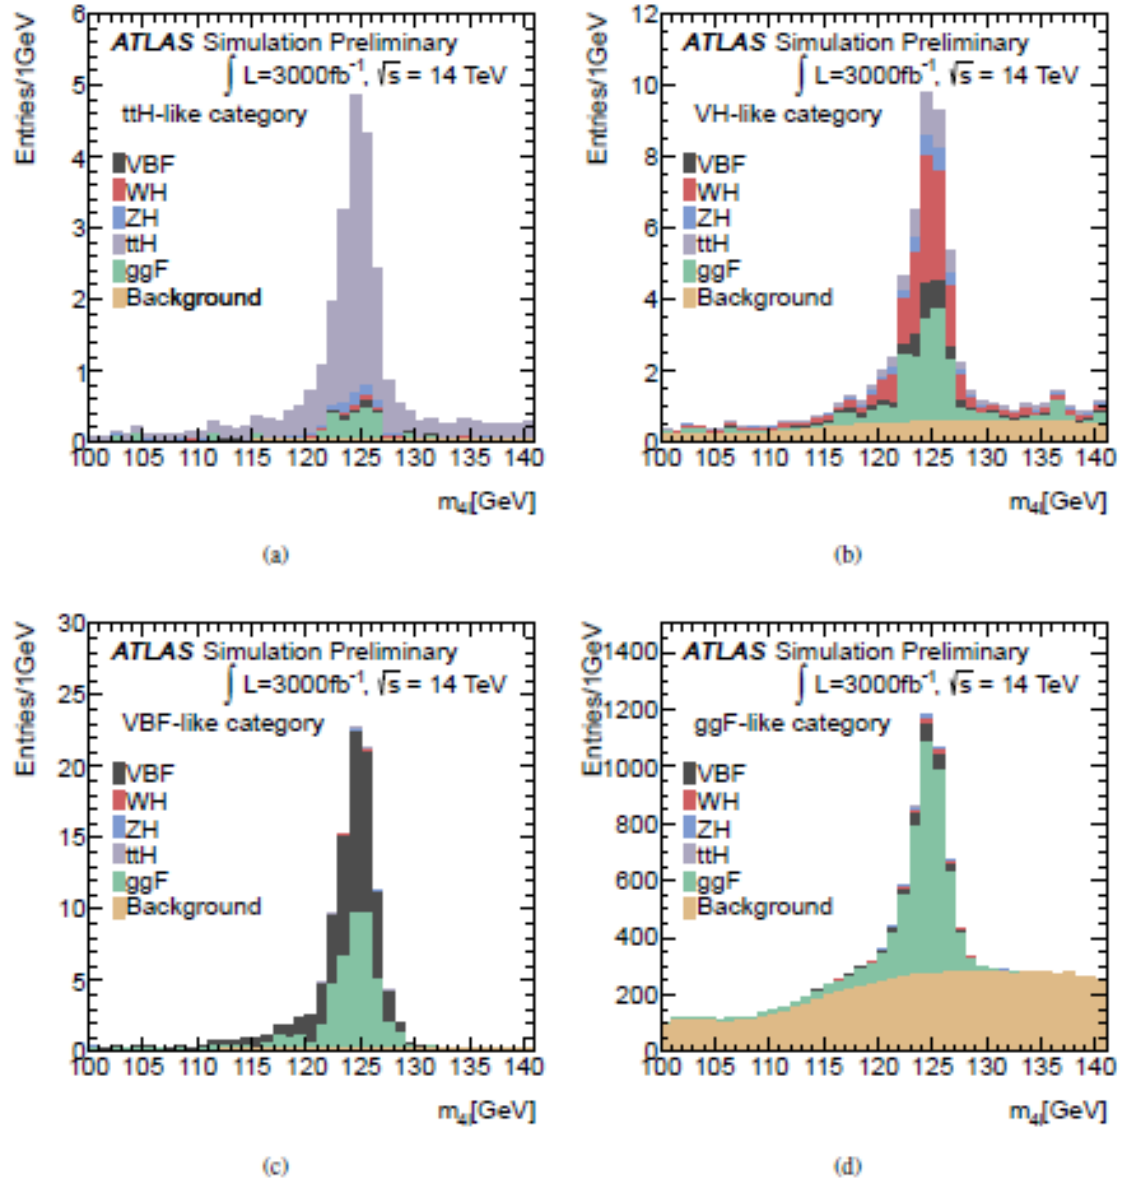 Entries/1GeV
6
5
4
3
2
1
0
ATLAS Simulation Preliminary
∫ L=3000fb⁻¹, √s = 14 TeV
ttH-like category
VBF
WH
ZH
ttH
ggF
Background
100 105 110 115 120 125 130 135 140
m4l[GeV]
(a)
Entries/1GeV
12
10
8
6
4
2
0
ATLAS Simulation Preliminary
∫ L=3000fb⁻¹, √s = 14 TeV
VH-like category
VBF
WH
ZH
ttH
ggF
Background
100 105 110 115 120 125 130 135 140
m4l[GeV]
(b)
Entries/1GeV
30
25
20
15
10
5
0
ATLAS Simulation Preliminary
∫ L=3000fb⁻¹, √s = 14 TeV
VBF-like category
VBF
WH
ZH
ttH
ggF
Background
100 105 110 115 120 125 130 135 140
m4l[GeV]
(c)
Entries/1GeV
1400
1200
1000
800
600
400
200
0
ATLAS Simulation Preliminary
∫ L=3000fb⁻¹, √s = 14 TeV
ggF-like category
VBF
WH
ZH
ttH
ggF
Background
100 105 110 115 120 125 130 135 140
m4l[GeV]
(d)